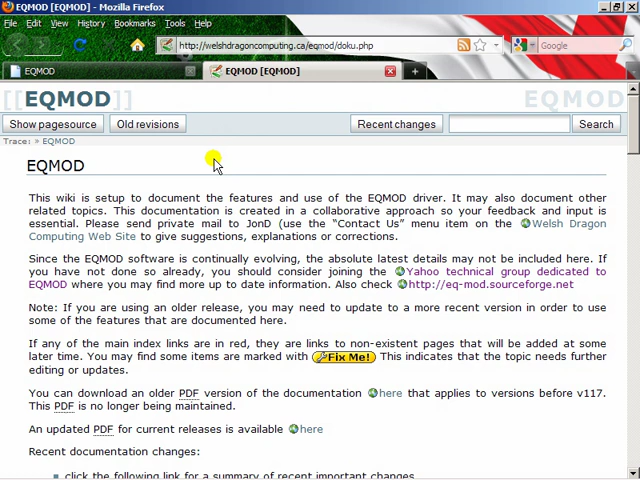 EQMOD [EQMOD] - Mozilla Firefox
File Edit View History Bookmarks Tools Help
http://welshdragoncomputing.ca/eqmod/doku.php
Google
EQMOD
EQMOD [EQMOD]
[[EQMOD]]
EQMOD
Show pagesource
Old revisions
Recent changes
Search
Trace: » EQMOD
EQMOD
This wiki is setup to document the features and use of the EQMOD driver. It may also document other
related topics. This documentation is created in a collaborative approach so your feedback and input is
essential. Please send private mail to JonD (use the “Contact Us” menu item on the Welsh Dragon
Computing Web Site to give suggestions, explanations or corrections.
Since the EQMOD software is continually evolving, the absolute latest details may not be included here. If
you have not done so already, you should consider joining the Yahoo technical group dedicated to
EQMOD where you may find more up to date information. Also check http://eq-mod.sourceforge.net
Note: If you are using an older release, you may need to update to a more recent version in order to use
some of the features that are documented here.
If any of the main index links are in red, they are links to non-existent pages that will be added at some
later time. You may find some items are marked with Fix Me! This indicates that the topic needs further
editing or updates.
You can download an older PDF version of the documentation here that applies to versions before v117.
This PDF is no longer being maintained.
An updated PDF for current releases is available here
Recent documentation changes:
click the following link for a summary of recent important changes